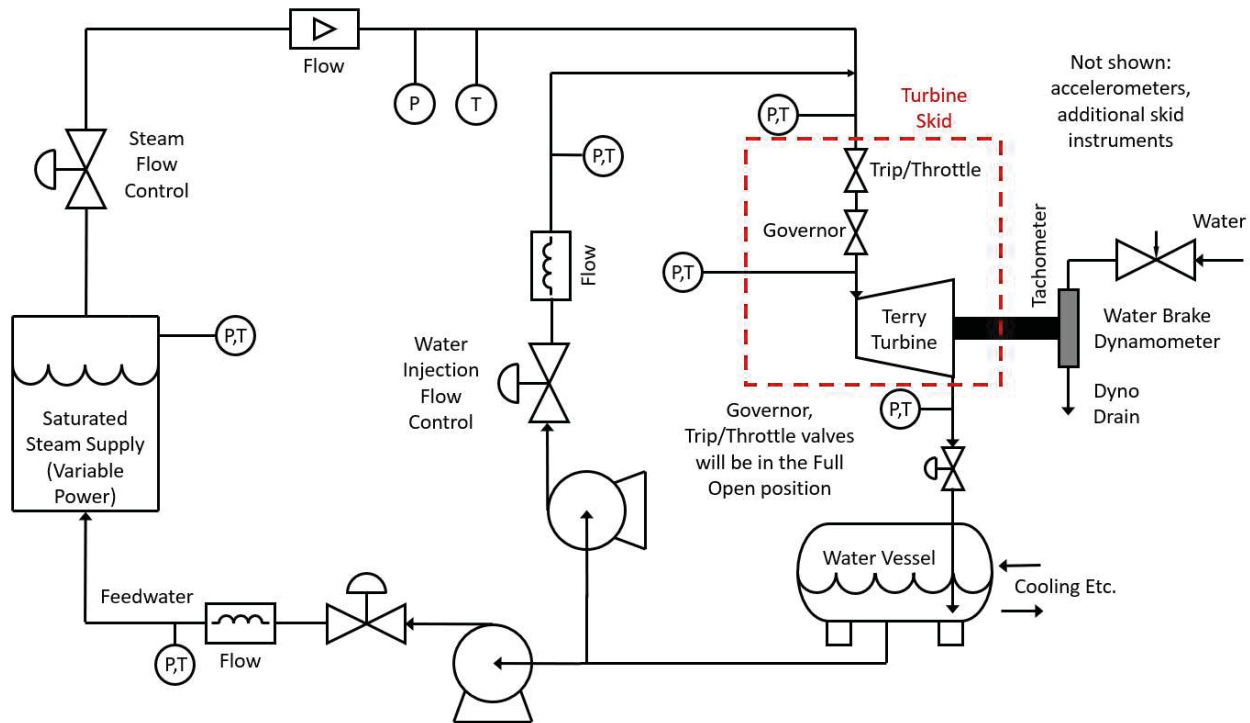 Flow
P
T
Steam
Flow
Control
P,T
Turbine
Skid
Not shown:
accelerometers,
additional skid
instruments
P,T
Trip/Throttle
Governor
Flow
P,T
Tachometer
Water
P,T
Terry
Turbine
Water Brake
Dynamometer
Water
Injection
Flow
Control
Saturated
Steam Supply
(Variable
Power)
P,T
Dyno
Drain
Governor,
Trip/Throttle valves
will be in the Full
Open position
Water Vessel
Cooling Etc.
Feedwater
P,T
Flow